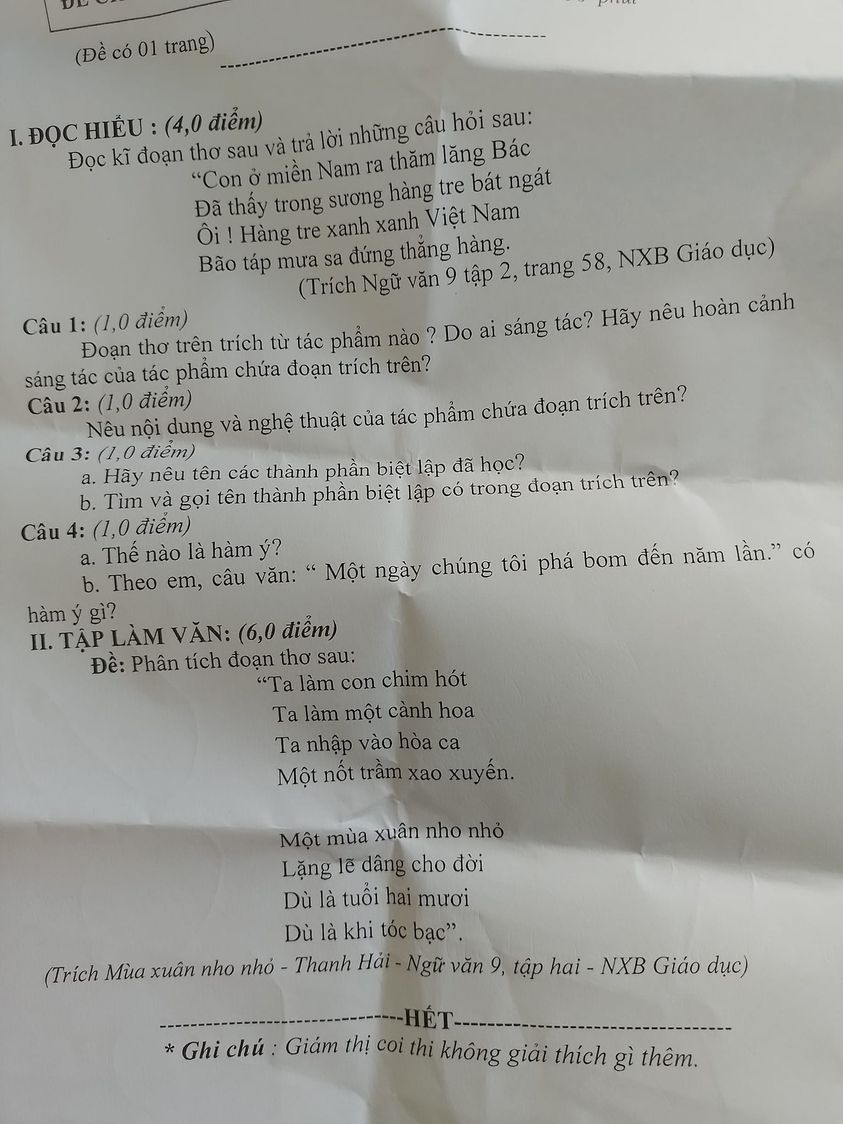 (Đề có 01 trang)
I. ĐỌC HIỂU : (4,0 điểm)
Đọc kĩ đoạn thơ sau và trả lời những câu hỏi sau:
“Con ở miền Nam ra thăm lăng Bác
Đã thấy trong sương hàng tre bát ngát
Ôi ! Hàng tre xanh xanh Việt Nam
Bão táp mưa sa đứng thẳng hàng.
(Trích Ngữ văn 9 tập 2, trang 58, NXB Giáo dục)
Câu 1: (1,0 điểm)
Đoạn thơ trên trích từ tác phẩm nào ? Do ai sáng tác? Hãy nêu hoàn cảnh
sáng tác của tác phẩm chứa đoạn trích trên?
Câu 2: (1,0 điểm)
Nêu nội dung và nghệ thuật của tác phẩm chứa đoạn trích trên?
Câu 3: (1,0 điểm)
a. Hãy nêu tên các thành phần biệt lập đã học?
b. Tìm và gọi tên thành phần biệt lập có trong đoạn trích trên?
Câu 4: (1,0 điểm)
a. Thế nào là hàm ý?
b. Theo em, câu văn: “ Một ngày chúng tôi phá bom đến năm lần.” có
hàm ý gì?
II. TẬP LÀM VĂN: (6,0 điểm)
Đề: Phân tích đoạn thơ sau:
“Ta làm con chim hót
Ta làm một cành hoa
Ta nhập vào hòa ca
Một nốt trầm xao xuyến.
Một mùa xuân nho nhỏ
Lặng lẽ dâng cho đời
Dù là tuổi hai mươi
Dù là khi tóc bạc”.
(Trích Mùa xuân nho nhỏ - Thanh Hải - Ngữ văn 9, tập hai - NXB Giáo dục)
------------------------------HẾT----------------------------------
* Ghi chú : Giám thị coi thi không giải thích gì thêm.